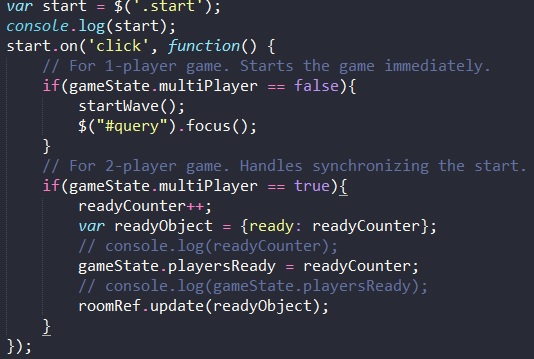 var start = $('.start');
console.log(start);
start.on('click', function() {
    // For 1-player game. Starts the game immediately.
    if(gameState.multiPlayer == false){
        startWave();
        $("#query").focus();
    }
    // For 2-player game. Handles synchronizing the start.
    if(gameState.multiPlayer == true){
        readyCounter++;
        var readyObject = {ready: readyCounter};
        // console.log(readyCounter);
        gameState.playersReady = readyCounter;
        // console.log(gameState.playersReady);
        roomRef.update(readyObject);
    }
});